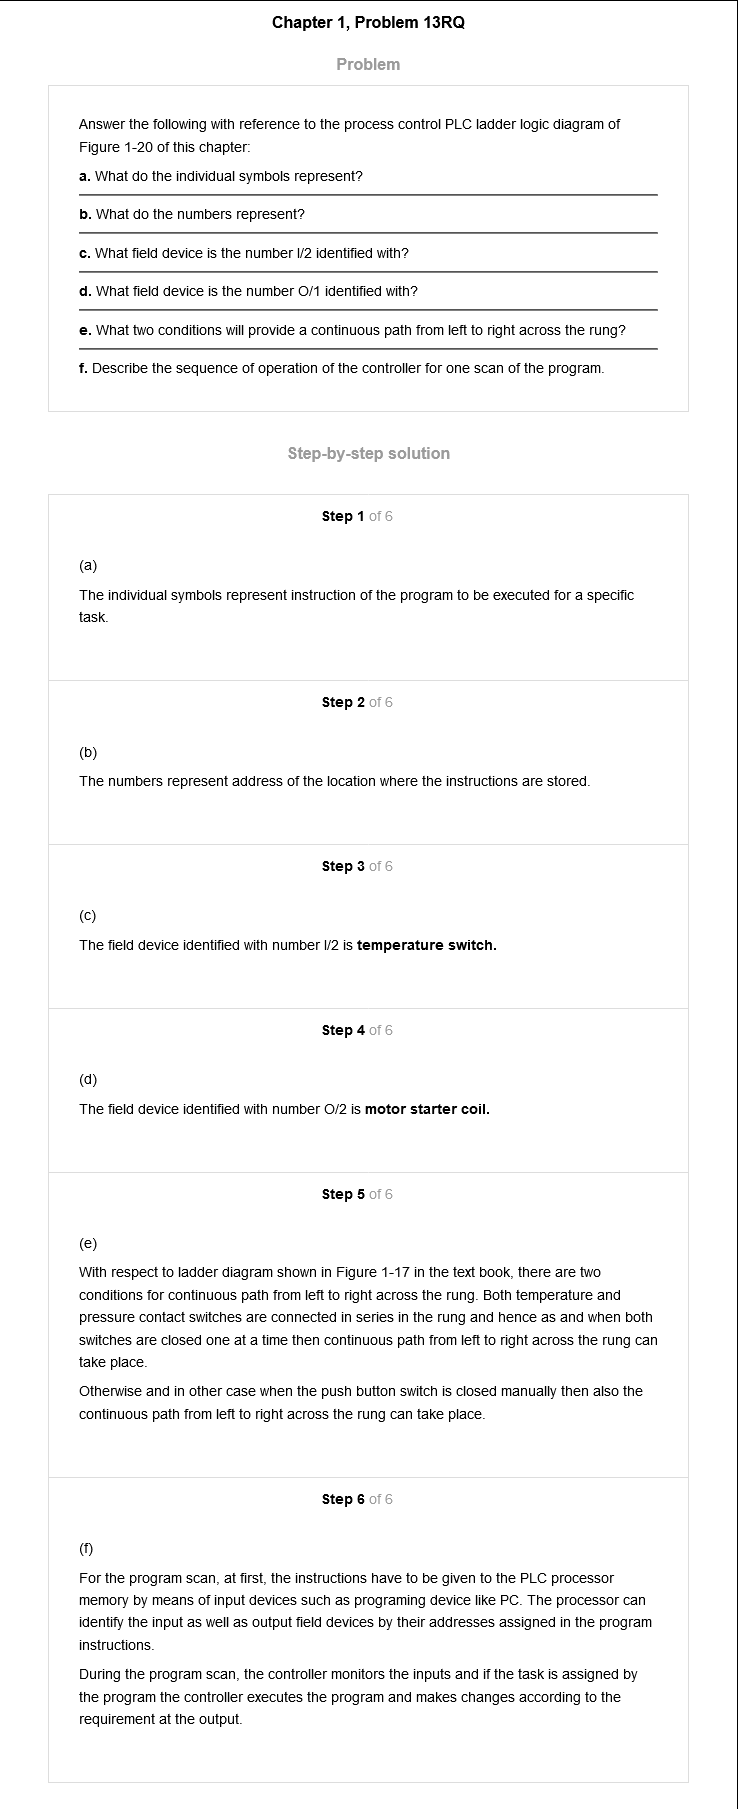 Chapter 1, Problem 13RQ
Problem
Answer the following with reference to the process control PLC ladder logic diagram of
Figure 1-20 of this chapter:
a. What do the individual symbols represent?
b. What do the numbers represent?
c. What field device is the number I/2 identified with?
d. What field device is the number O/1 identified with?
e. What two conditions will provide a continuous path from left to right across the rung?
f. Describe the sequence of operation of the controller for one scan of the program.
Step-by-step solution
Step 1 of 6
(a)
The individual symbols represent instruction of the program to be executed for a specific
task.
Step 2 of 6
(b)
The numbers represent address of the location where the instructions are stored.
Step 3 of 6
(c)
The field device identified with number I/2 is temperature switch.
Step 4 of 6
(d)
The field device identified with number O/2 is motor starter coil.
Step 5 of 6
(e)
With respect to ladder diagram shown in Figure 1-17 in the text book, there are two
conditions for continuous path from left to right across the rung. Both temperature and
pressure contact switches are connected in series in the rung and hence as and when both
switches are closed one at a time then continuous path from left to right across the rung can
take place.
Otherwise and in other case when the push button switch is closed manually then also the
continuous path from left to right across the rung can take place.
Step 6 of 6
(f)
For the program scan, at first, the instructions have to be given to the PLC processor
memory by means of input devices such as programing device like PC. The processor can
identify the input as well as output field devices by their addresses assigned in the program
instructions.
During the program scan, the controller monitors the inputs and if the task is assigned by
the program the controller executes the program and makes changes according to the
requirement at the output.